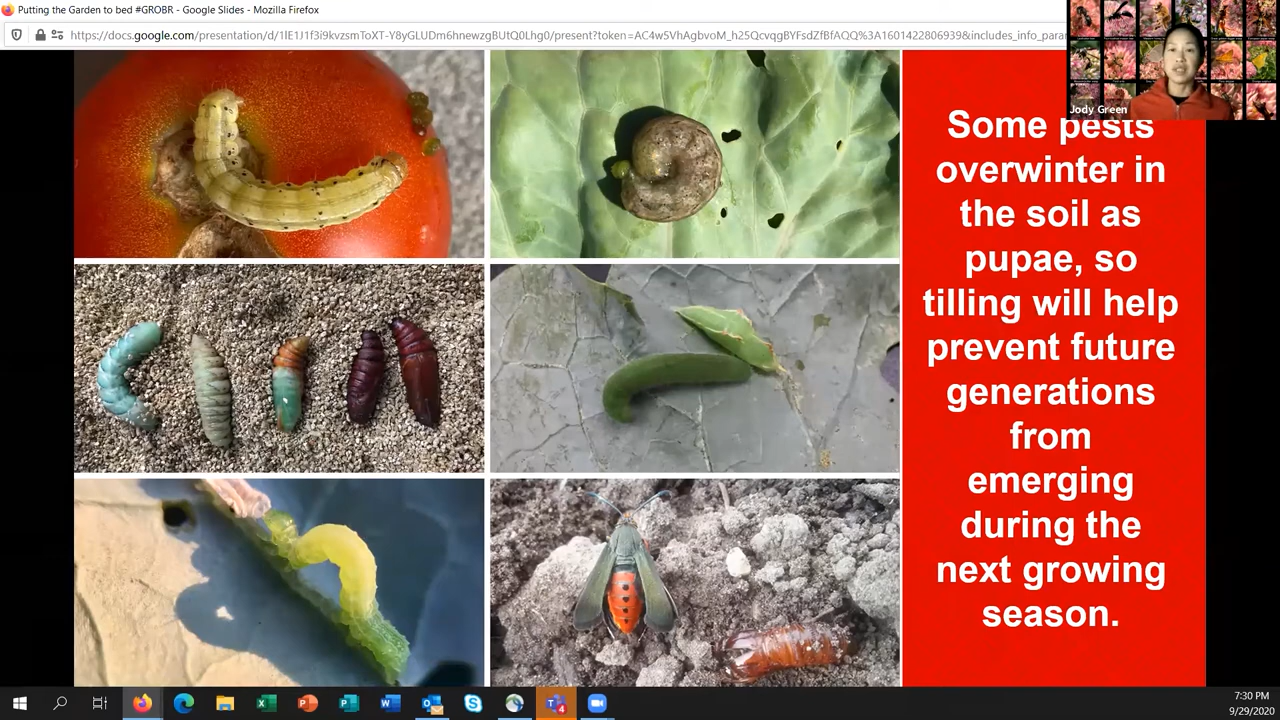 Putting the Garden to bed #GROBR - Google Slides - Mozilla Firefox
Jody Green
Some pests
overwinter in
the soil as
pupae, so
tilling will help
prevent future
generations
from
emerging
during the
next growing
season.
7:30 PM
9/29/2020